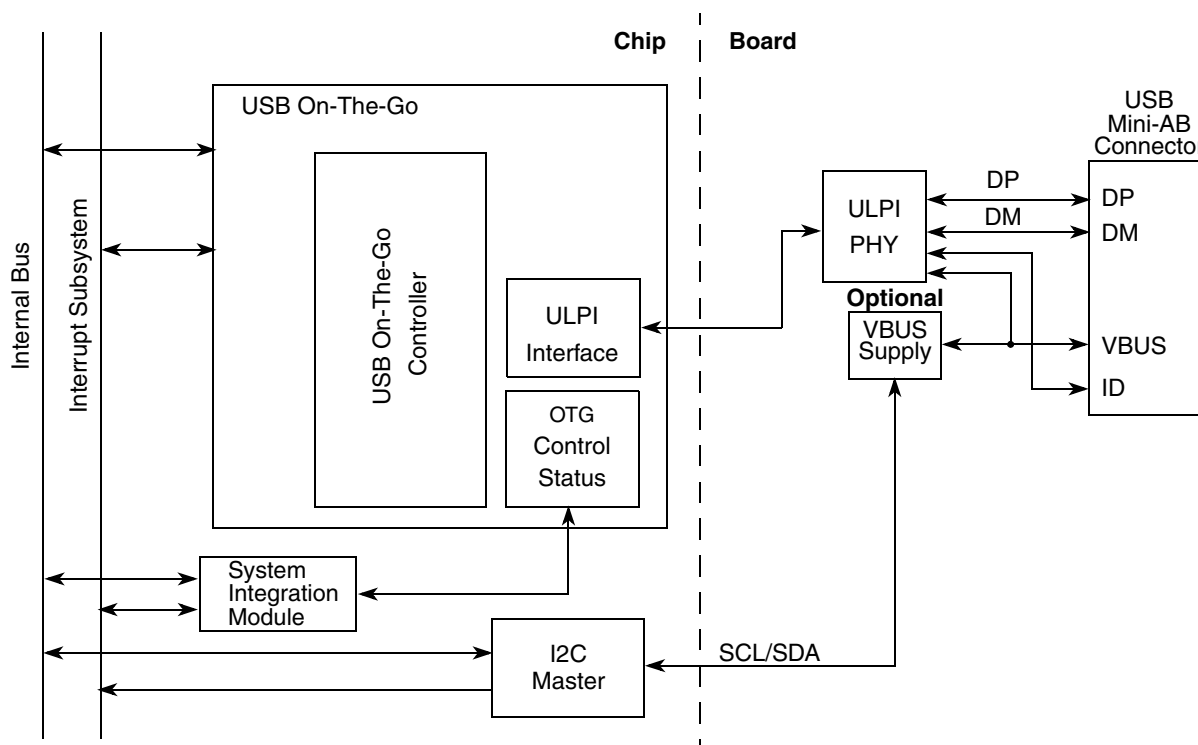 Chip
Board
USB On-The-Go
USB
Mini-AB
Connector
Internal Bus
Interrupt Subsystem
USB On-The-Go
Controller
ULPI
Interface
OTG
Control
Status
ULPI
PHY
DP
DM
DP
DM
Optional
VBUS
Supply
VBUS
ID
System
Integration
Module
I2C
Master
SCL/SDA